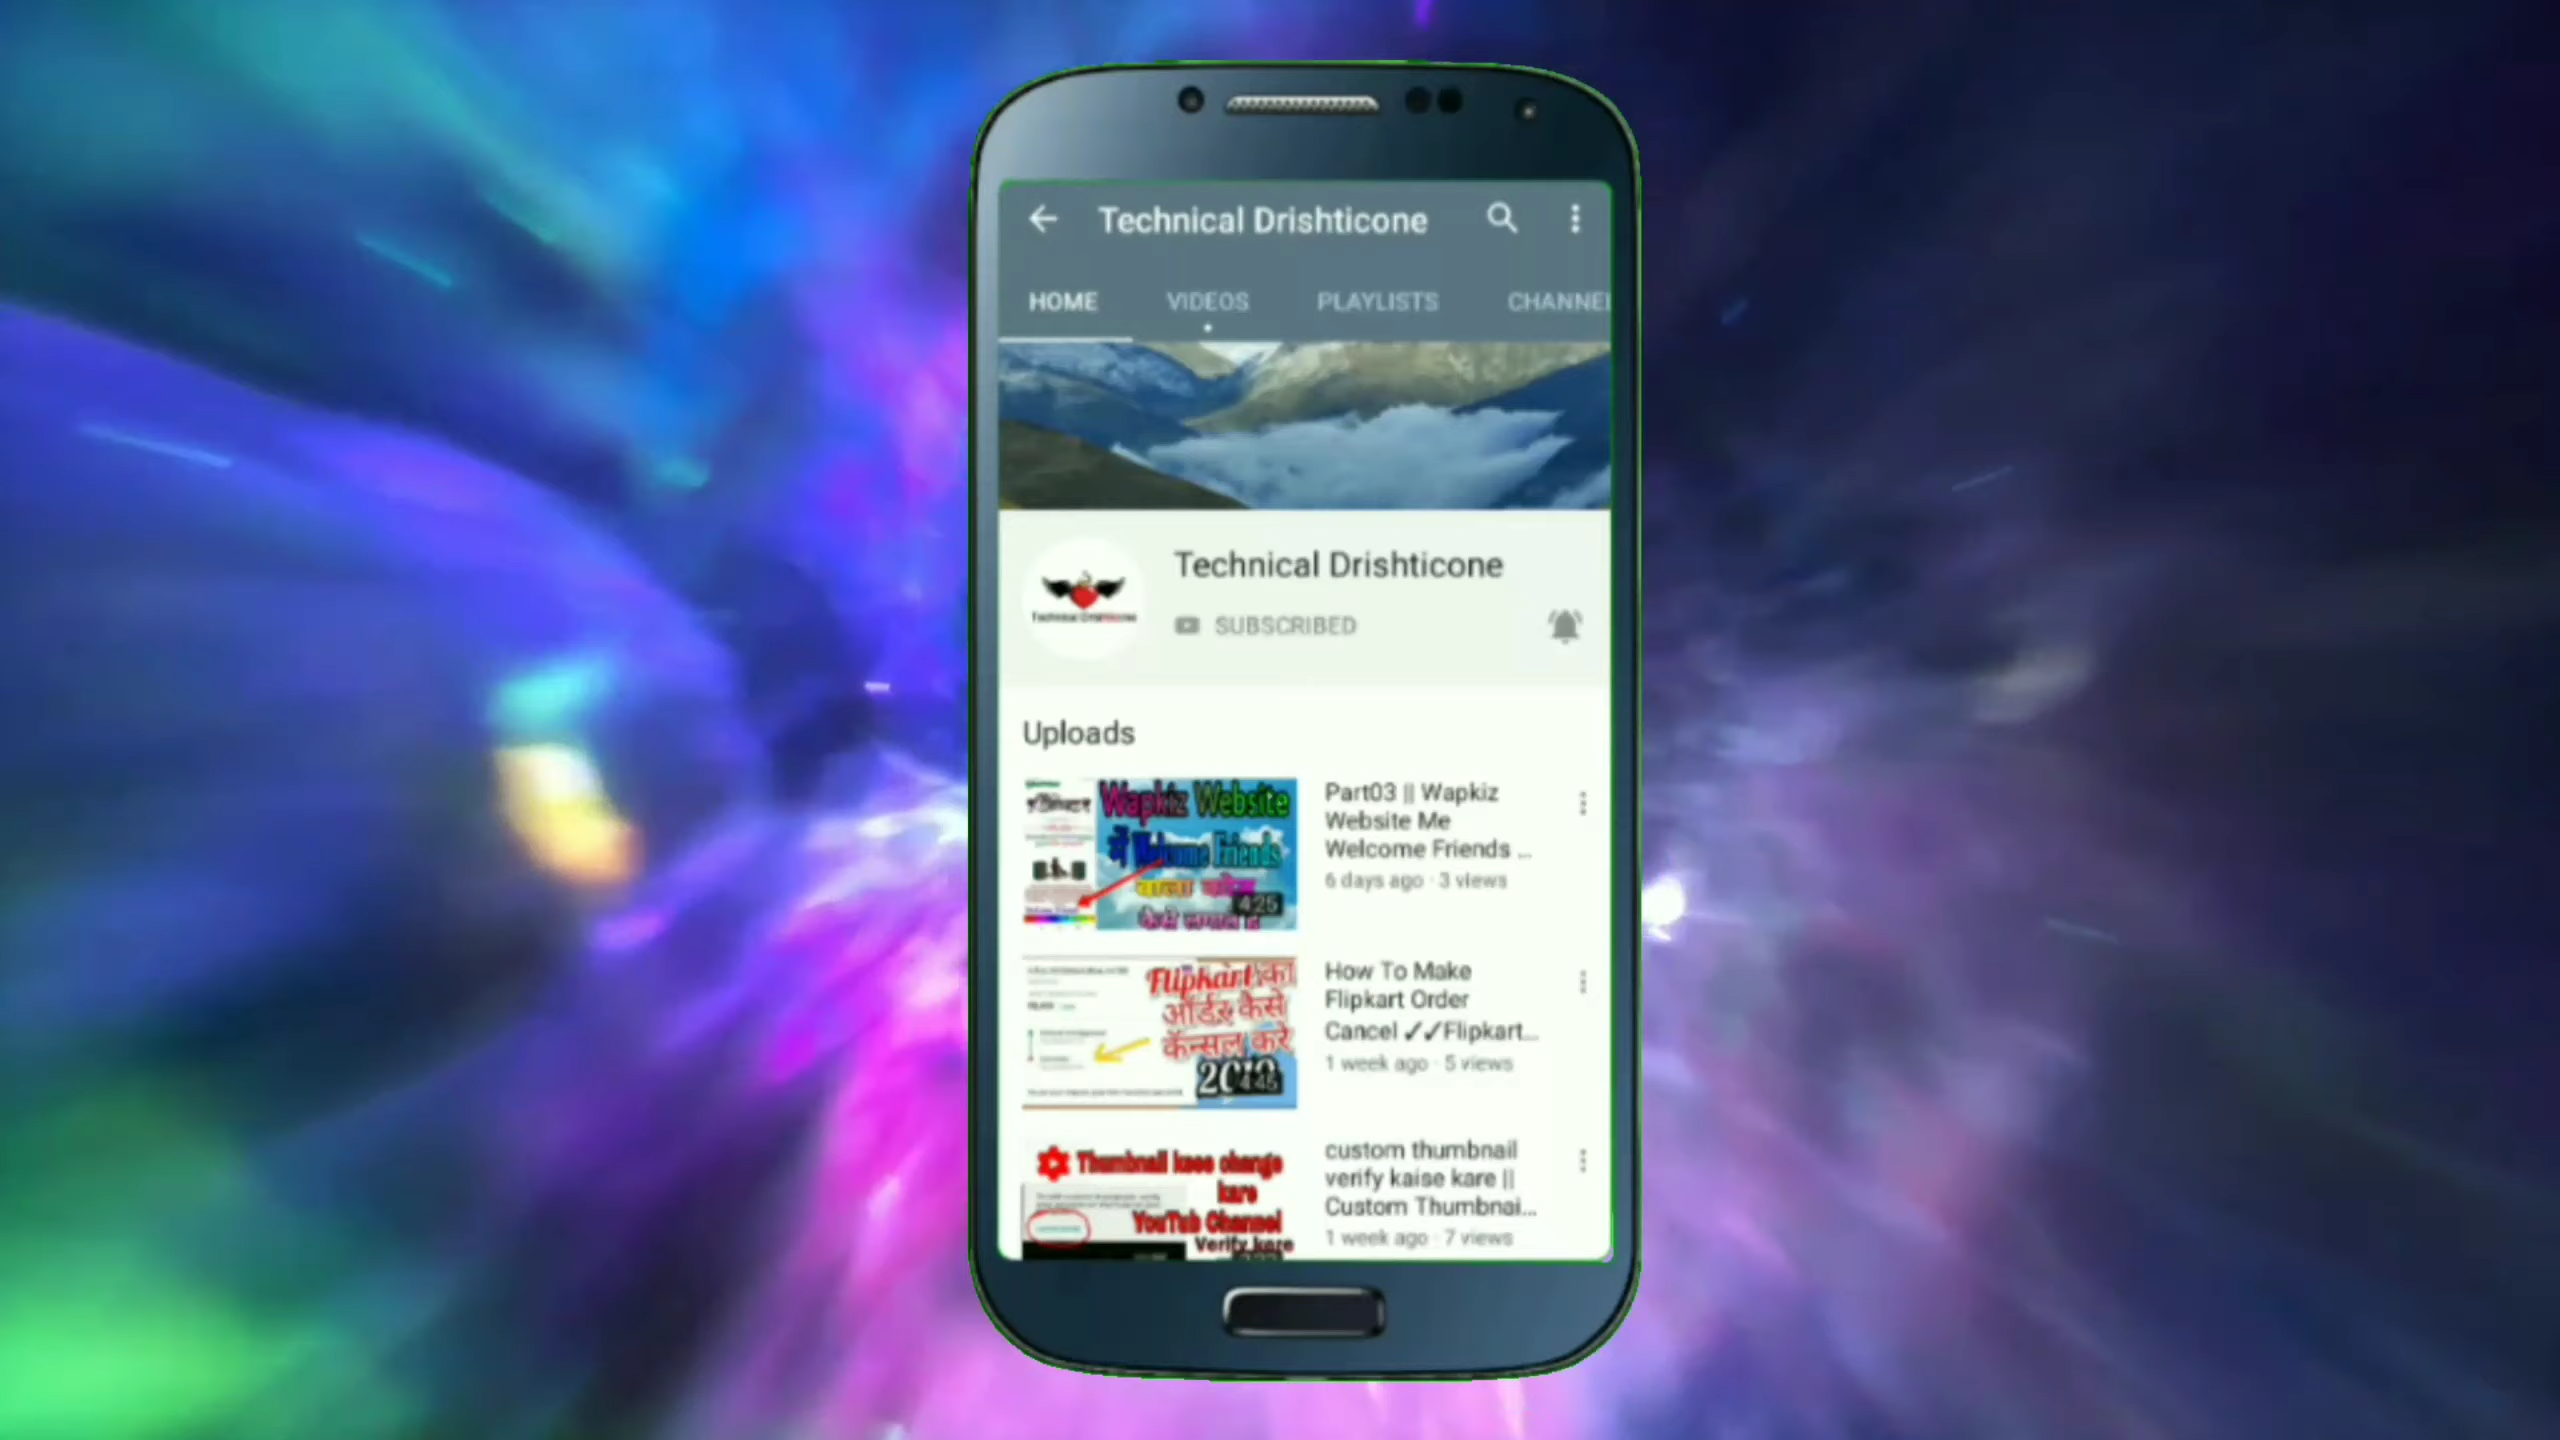 Technical Drishticone
HOME VIDEOS PLAYLISTS CHANNEL
Technical Drishticone
SUBSCRIBED
Uploads
Wapkiz Website
में Welcome Friends
4:25
Part03 || Wapkiz
Website Me
Welcome Friends ...
6 days ago · 3 views
Flipkart का
ऑर्डर कैसे
कॅन्सल करे
4:45
How To Make
Flipkart Order
Cancel ✓✓Flipkart...
1 week ago · 5 views
Thumbnail kese change
kare
YouTub Channel
Verify kare
custom thumbnail
verify kaise kare ||
Custom Thumbnai...
1 week ago · 7 views